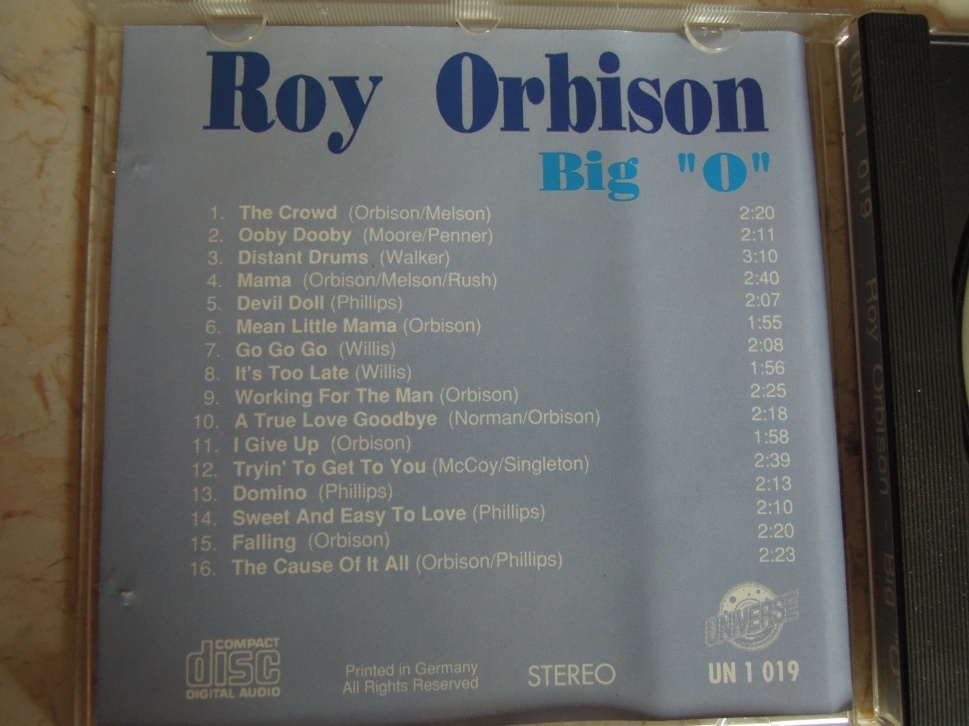 Roy Orbison
Big "O"
1. The Crowd (Orbison/Melson) 2:20
2. Ooby Dooby (Moore/Penner) 2:11
3. Distant Drums (Walker) 3:10
4. Mama (Orbison/Melson/Rush) 2:40
5. Devil Doll (Phillips) 2:07
6. Mean Little Mama (Orbison) 1:55
7. Go Go Go (Willis) 2:08
8. It's Too Late (Willis) 1:56
9. Working For The Man (Orbison) 2:25
10. A True Love Goodbye (Norman/Orbison) 2:18
11. I Give Up (Orbison) 1:58
12. Tryin' To Get To You (McCoy/Singleton) 2:39
13. Domino (Phillips) 2:13
14. Sweet And Easy To Love (Phillips) 2:10
15. Falling (Orbison) 2:20
16. The Cause Of It All (Orbison/Phillips) 2:23
UNIVERSE
COMPACT
disc
DIGITAL AUDIO
Printed in Germany
All Rights Reserved
STEREO
UN 1 019
UN 1 019 Roy Orbison - Big "O"